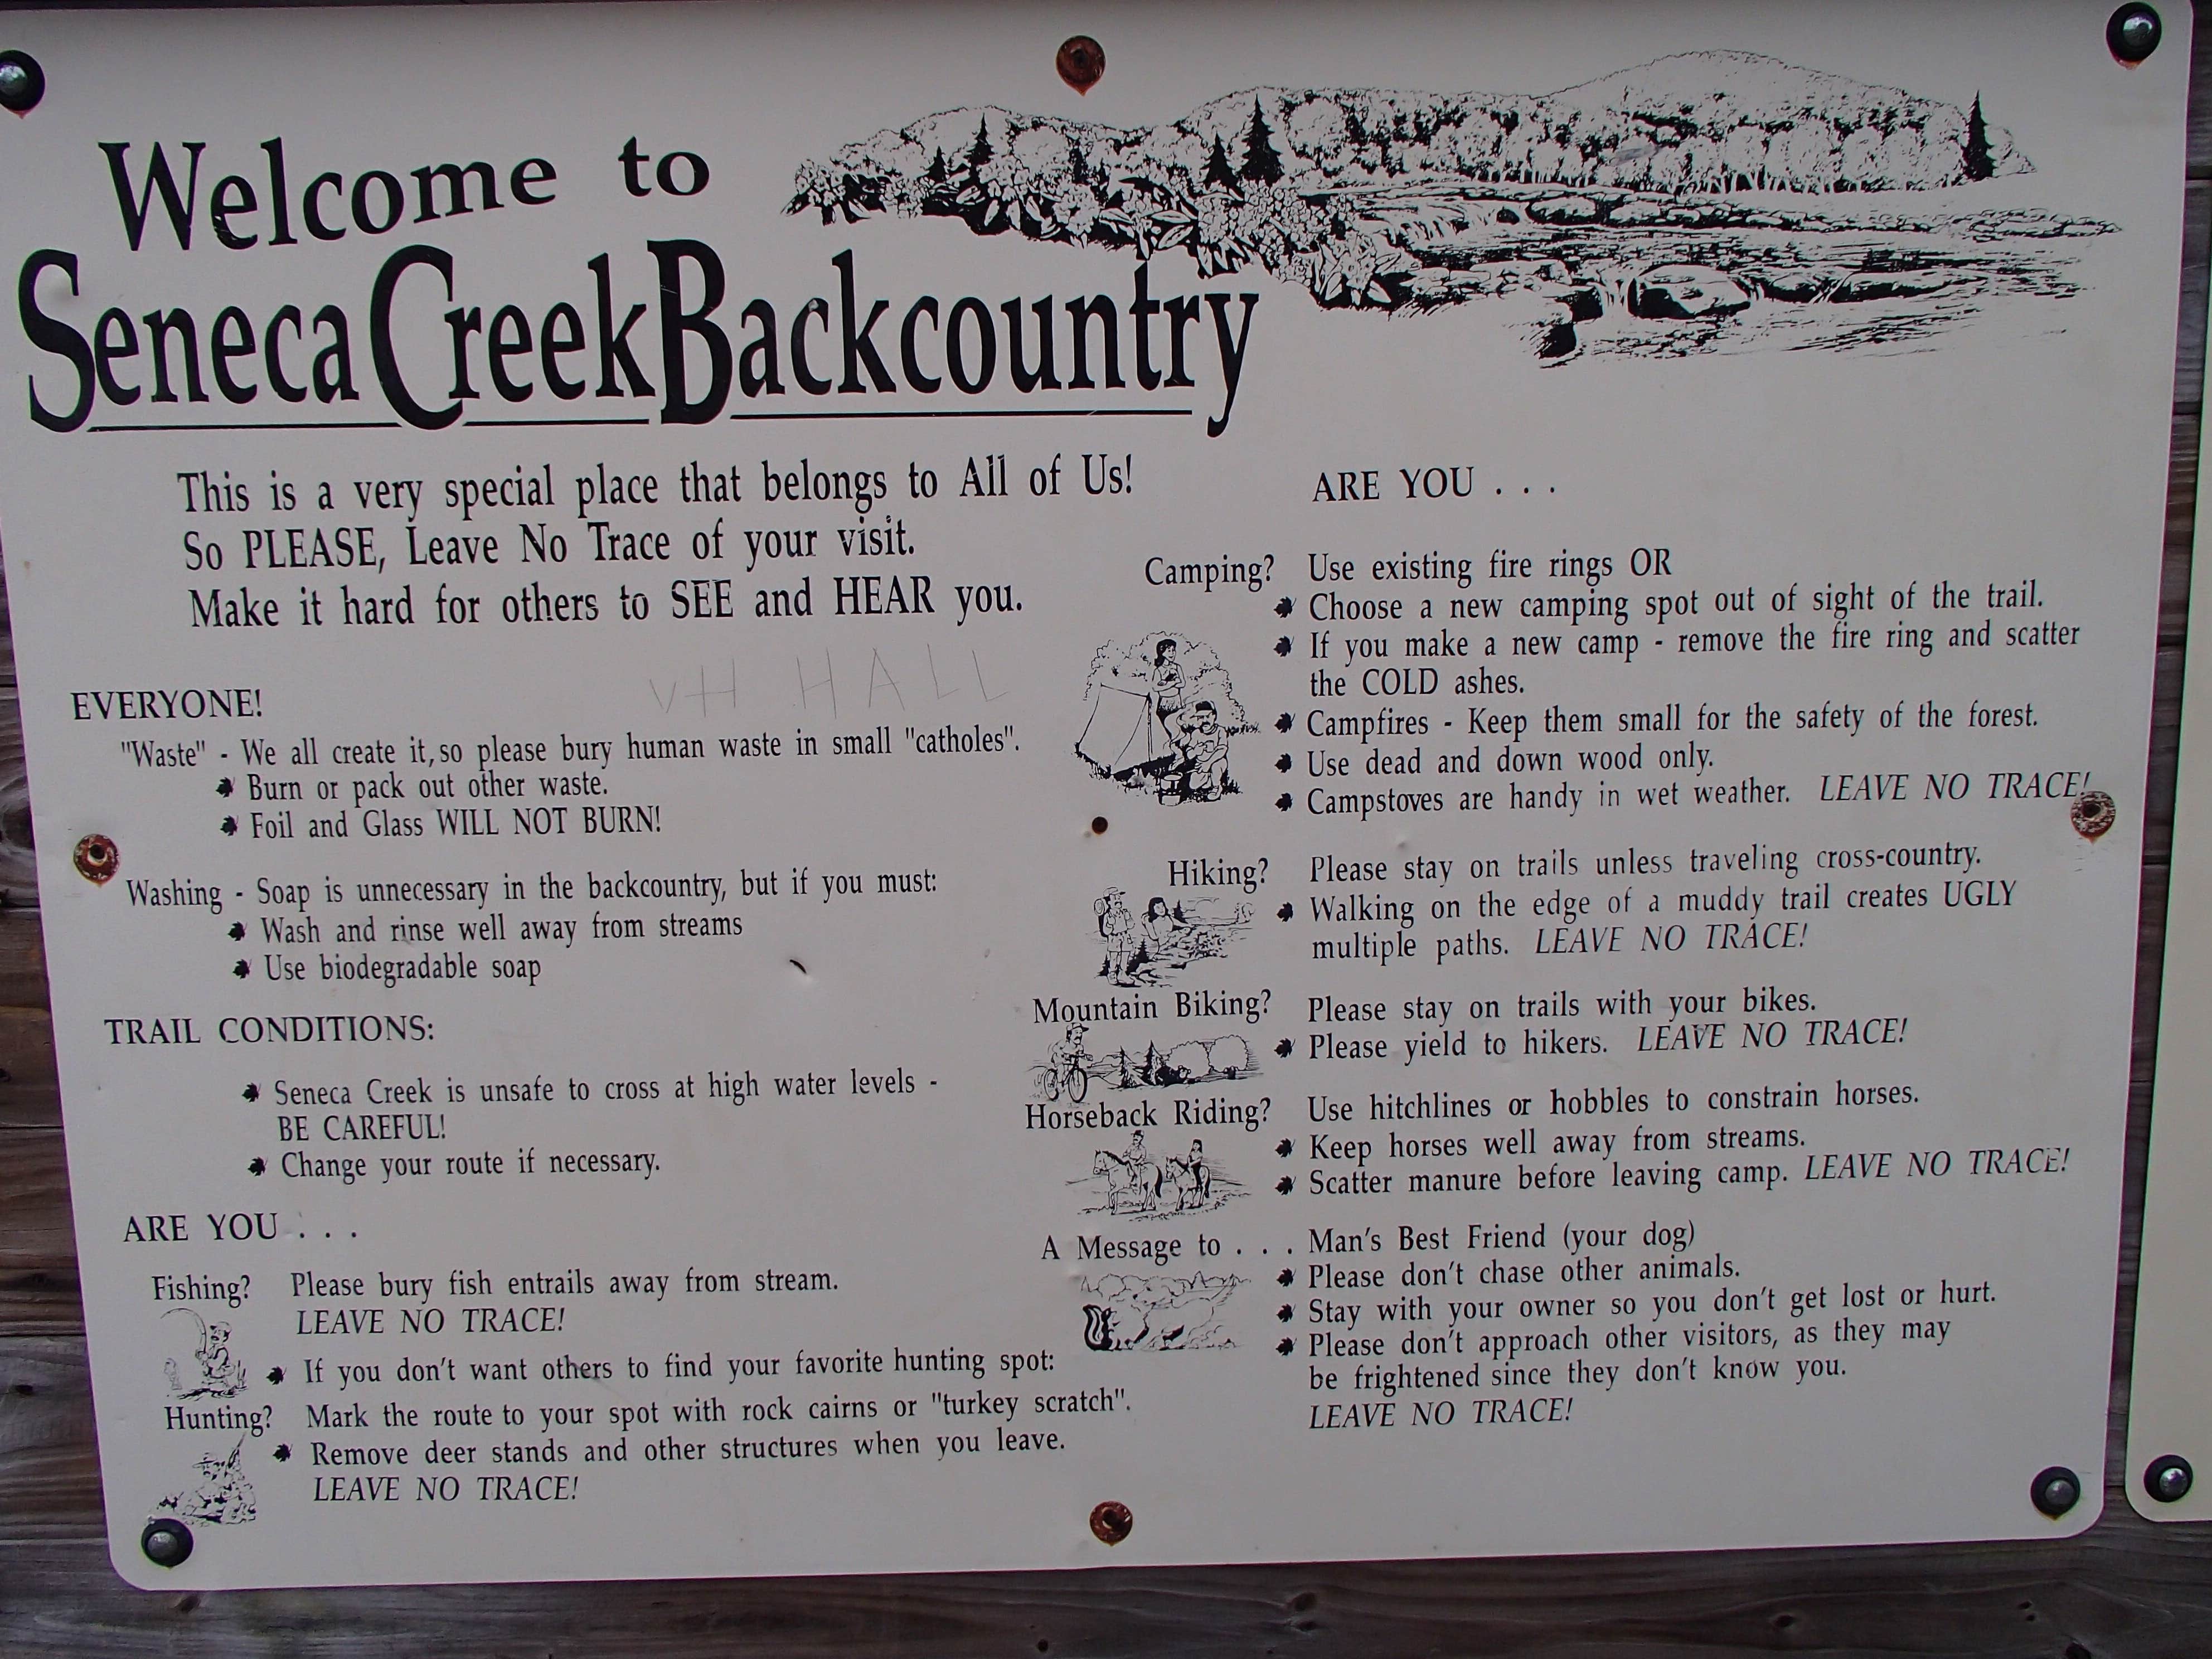 Welcome to
Seneca Creek Backcountry
This is a very special place that belongs to All of Us!
So PLEASE, Leave No Trace of your visit.
Make it hard for others to SEE and HEAR you.
VH HALL
EVERYONE!
"Waste" - We all create it, so please bury human waste in small "catholes".
Burn or pack out other waste.
Foil and Glass WILL NOT BURN!
Washing - Soap is unnecessary in the backcountry, but if you must:
Wash and rinse well away from streams
Use biodegradable soap
TRAIL CONDITIONS:
Seneca Creek is unsafe to cross at high water levels -
BE CAREFUL!
Change your route if necessary.
ARE YOU . . .
Fishing? Please bury fish entrails away from stream.
LEAVE NO TRACE!
If you don't want others to find your favorite hunting spot:
Hunting? Mark the route to your spot with rock cairns or "turkey scratch".
Remove deer stands and other structures when you leave.
LEAVE NO TRACE!
ARE YOU . . .
Camping? Use existing fire rings OR
Choose a new camping spot out of sight of the trail.
If you make a new camp - remove the fire ring and scatter
the COLD ashes.
Campfires - Keep them small for the safety of the forest.
Use dead and down wood only.
Campstoves are handy in wet weather. LEAVE NO TRACE!
Hiking? Please stay on trails unless traveling cross-country.
Walking on the edge of a muddy trail creates UGLY
multiple paths. LEAVE NO TRACE!
Mountain Biking? Please stay on trails with your bikes.
Please yield to hikers. LEAVE NO TRACE!
Horseback Riding? Use hitchlines or hobbles to constrain horses.
Keep horses well away from streams.
Scatter manure before leaving camp. LEAVE NO TRACE!
A Message to . . . Man's Best Friend (your dog)
Please don't chase other animals.
Stay with your owner so you don't get lost or hurt.
Please don't approach other visitors, as they may
be frightened since they don't know you.
LEAVE NO TRACE!